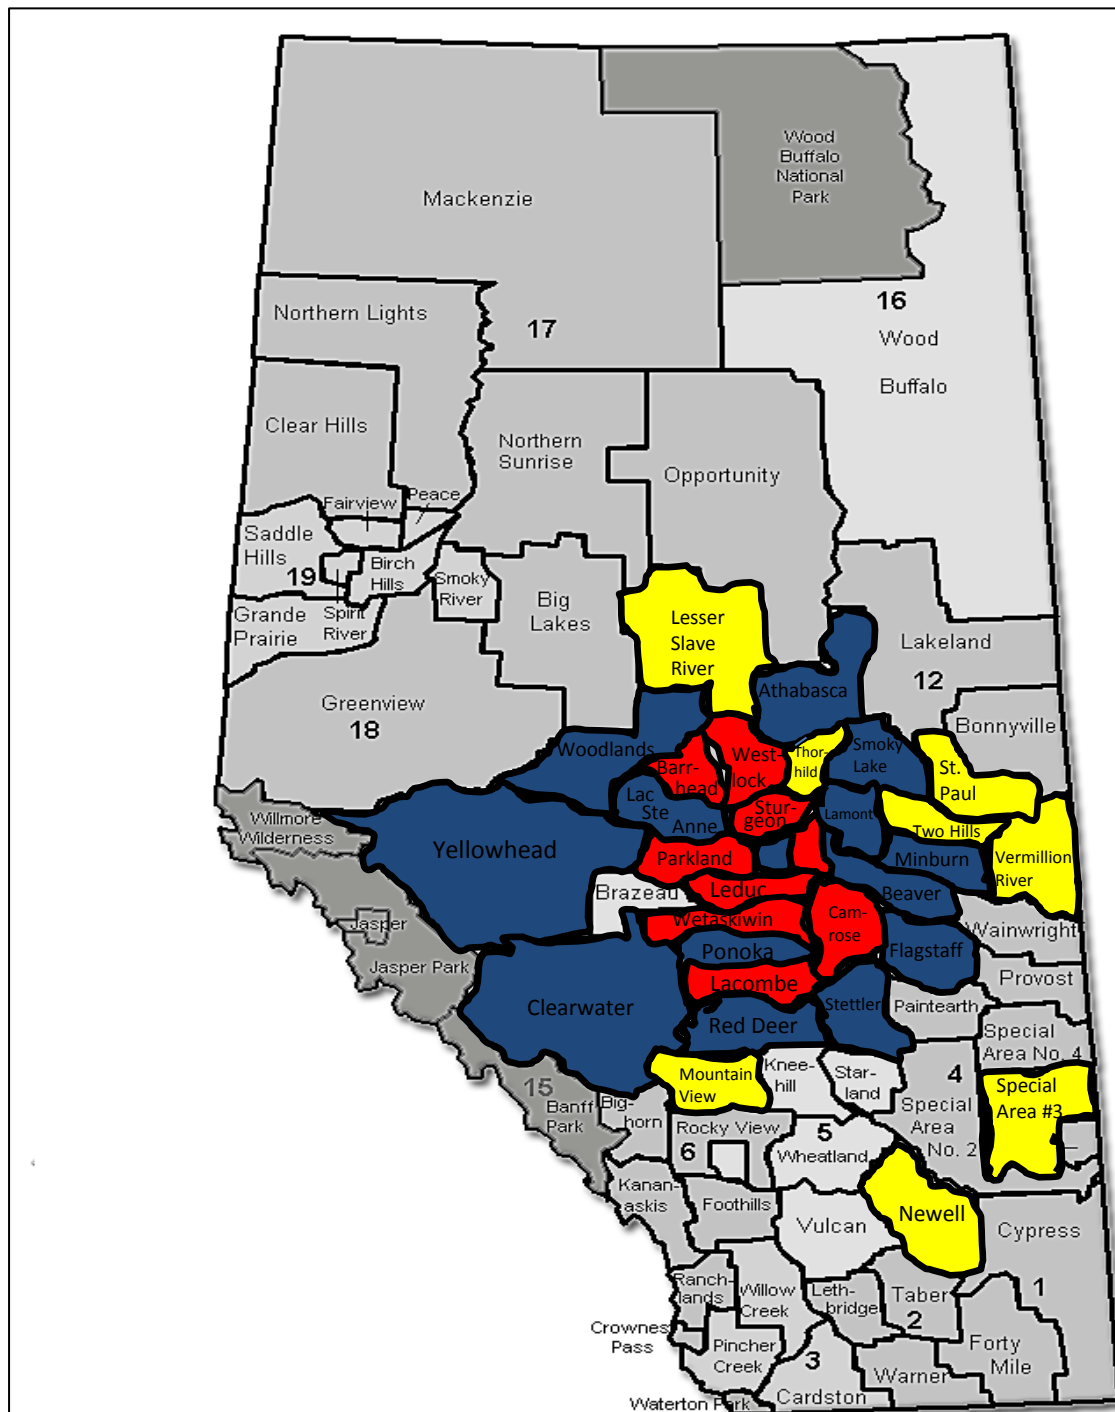 Wood
Buffalo
National
Park
Mackenzie
16
Northern Lights
17
Wood
Buffalo
Clear Hills
Northern
Sunrise
Opportunity
Peace
Fairview
Saddle
Hills
19
Birch
Hills
Smoky
River
Big
Lakes
Grande
Prairie
Spirit
River
Lesser
Slave
River
Lakeland
12
Athabasca
Greenview
18
Bonnyville
Woodlands
Barr-
head
West-
lock
Thor-
hild
Smoky
Lake
St.
Paul
Lac
Ste
Anne
Stur-
geon
Lamont
Two Hills
Willmore
Wilderness
Yellowhead
Parkland
Minburn
Vermillion
River
Brazeau
Leduc
Beaver
Jasper
Wetaskiwin
Cam-
rose
Wainwright
Ponoka
Flagstaff
Jasper Park
Lacombe
Provost
Clearwater
Red Deer
Stettler
Paintearth
Special
Area No. 4
Mountain
View
Knee-
hill
Star-
land
4
Special
Area #3
15
Banff
Park
Big-
horn
Rocky View
6
5
Wheatland
Special
Area
No. 2
Kanan-
askis
Foothills
Vulcan
Newell
Cypress
1
Ranch-
lands
Willow
Creek
Leth-
bridge
Taber
2
Crownest
Pass
Pincher
Creek
3
Cardston
Warner
Forty
Mile
Waterton Park